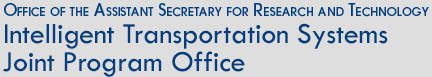 Office of the Assistant Secretary for Research and Technology
Intelligent Transportation Systems
Joint Program Office